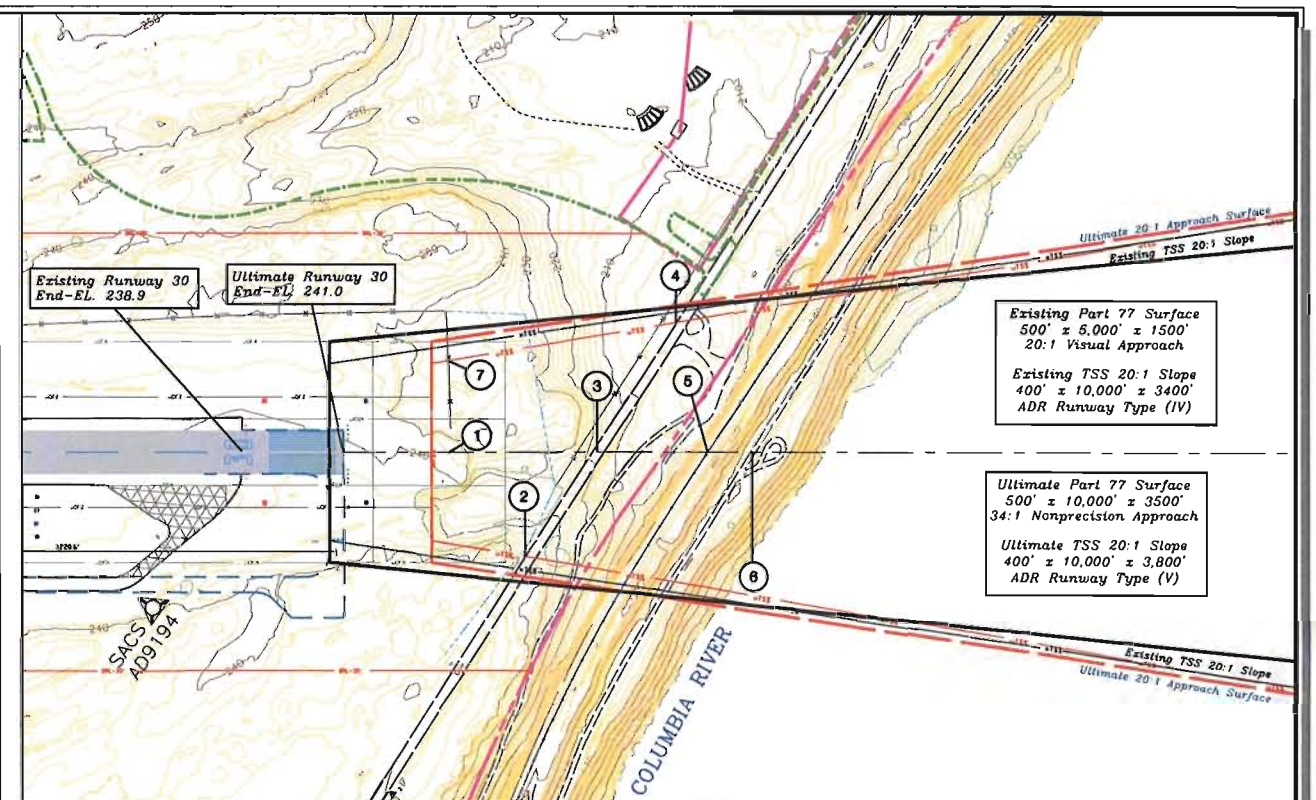 250
210
240
Ultimate 20:1 Approach Surface
Existing TSS 20:1 Slope
Existing Runway 30
End-EL. 238.9
Ultimate Runway 30
End-EL. 241.0
4
Existing Part 77 Surface
500' x 5,000' x 1500'
20:1 Visual Approach
Existing TSS 20:1 Slope
400' x 10,000' x 3400'
ADR Runway Type (IV)
7
3
5
1
240
2
Ultimate Part 77 Surface
500' x 10,000' x 3500'
34:1 Nonprecision Approach
Ultimate TSS 20:1 Slope
400' x 10,000' x 3,800'
ADR Runway Type (V)
6
SACS
AD9194
240
COLUMBIA RIVER
Existing TSS 20:1 Slope
Ultimate 20:1 Approach Surface